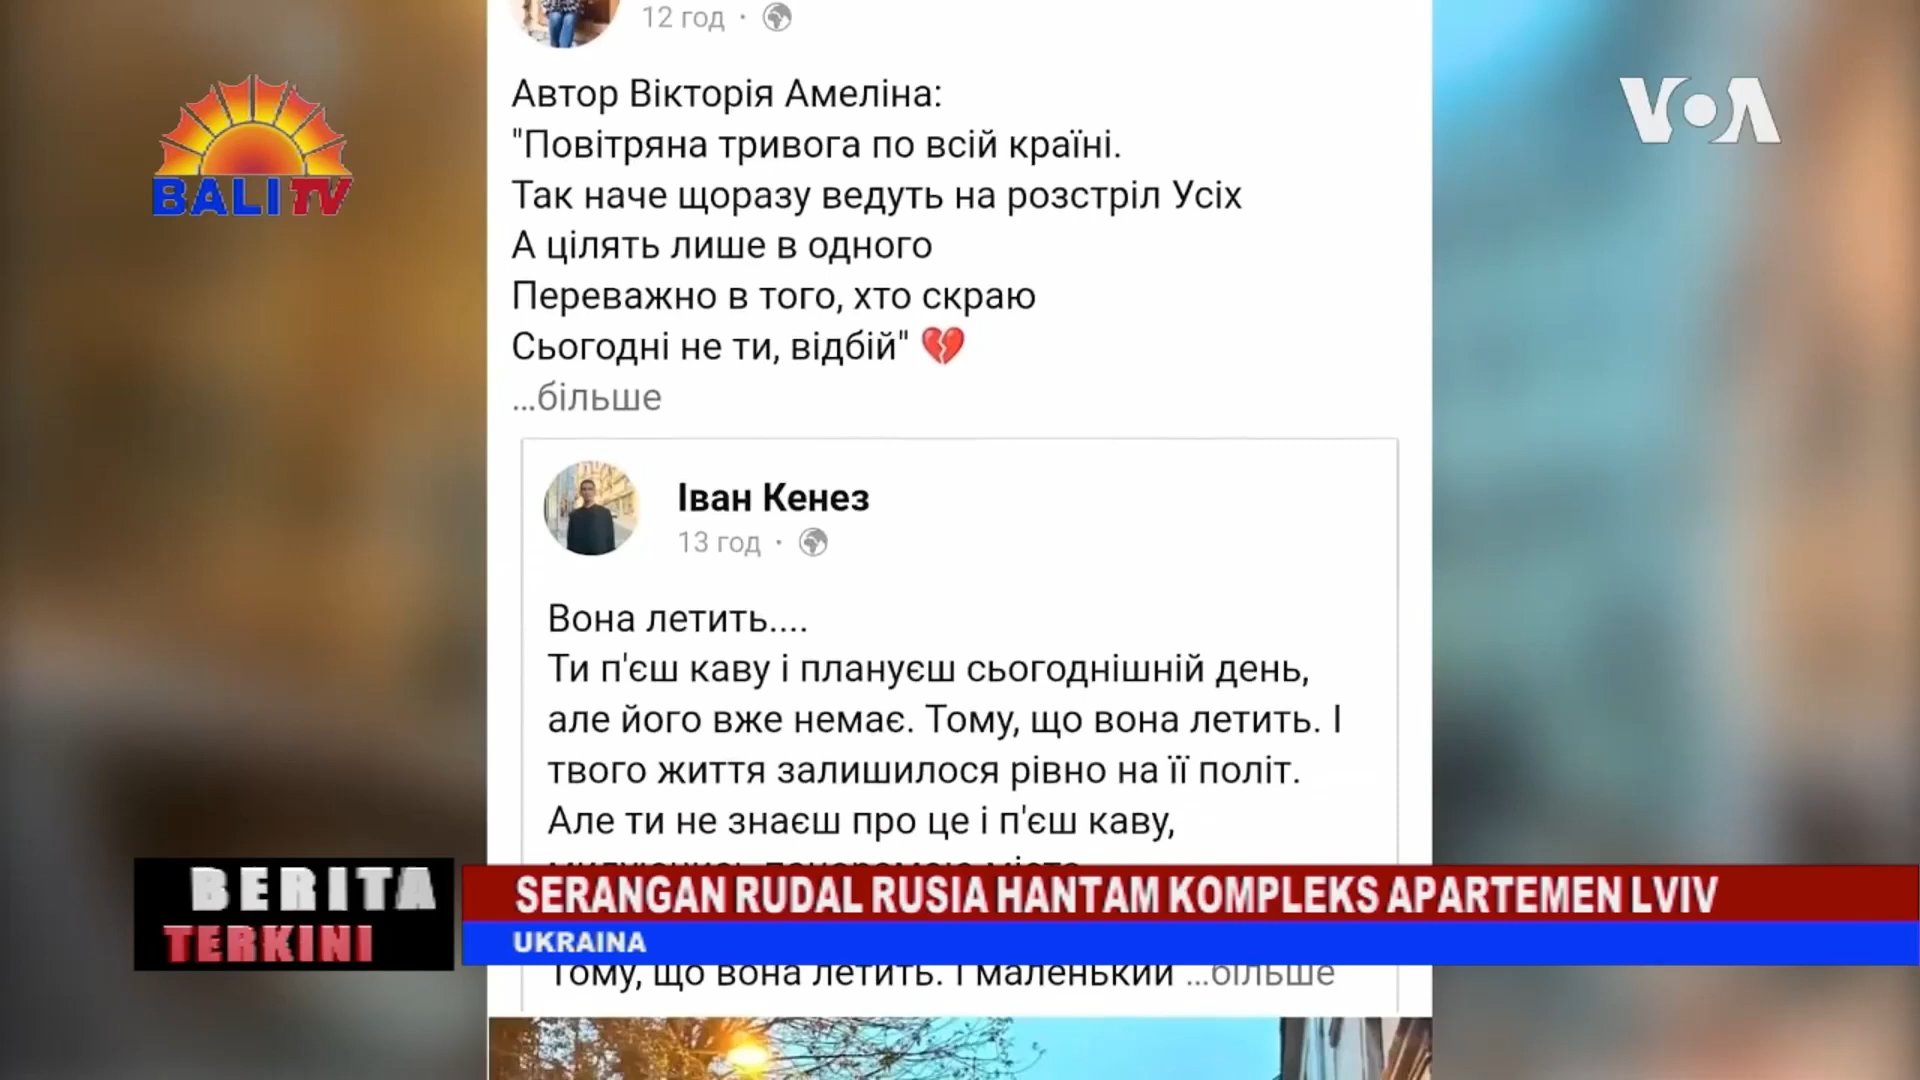 12 год ·
Автор Вікторія Амеліна:
"Повітряна тривога по всій країні.
Так наче щоразу ведуть на розстріл Усіх
А цілять лише в одного
Переважно в того, хто скраю
Сьогодні не ти, відбій" 💔
...більше
Іван Кенез
13 год ·
Вона летить....
Ти п'єш каву і плануєш сьогоднішній день,
але його вже немає. Тому, що вона летить. І
твого життя залишилося рівно на її політ.
Але ти не знаєш про це і п'єш каву,
Тому, що вона летить. І маленький ...більше
BALI TV
VOA
BERITA
TERKINI
SERANGAN RUDAL RUSIA HANTAM KOMPLEKS APARTEMEN LVIV
UKRAINA